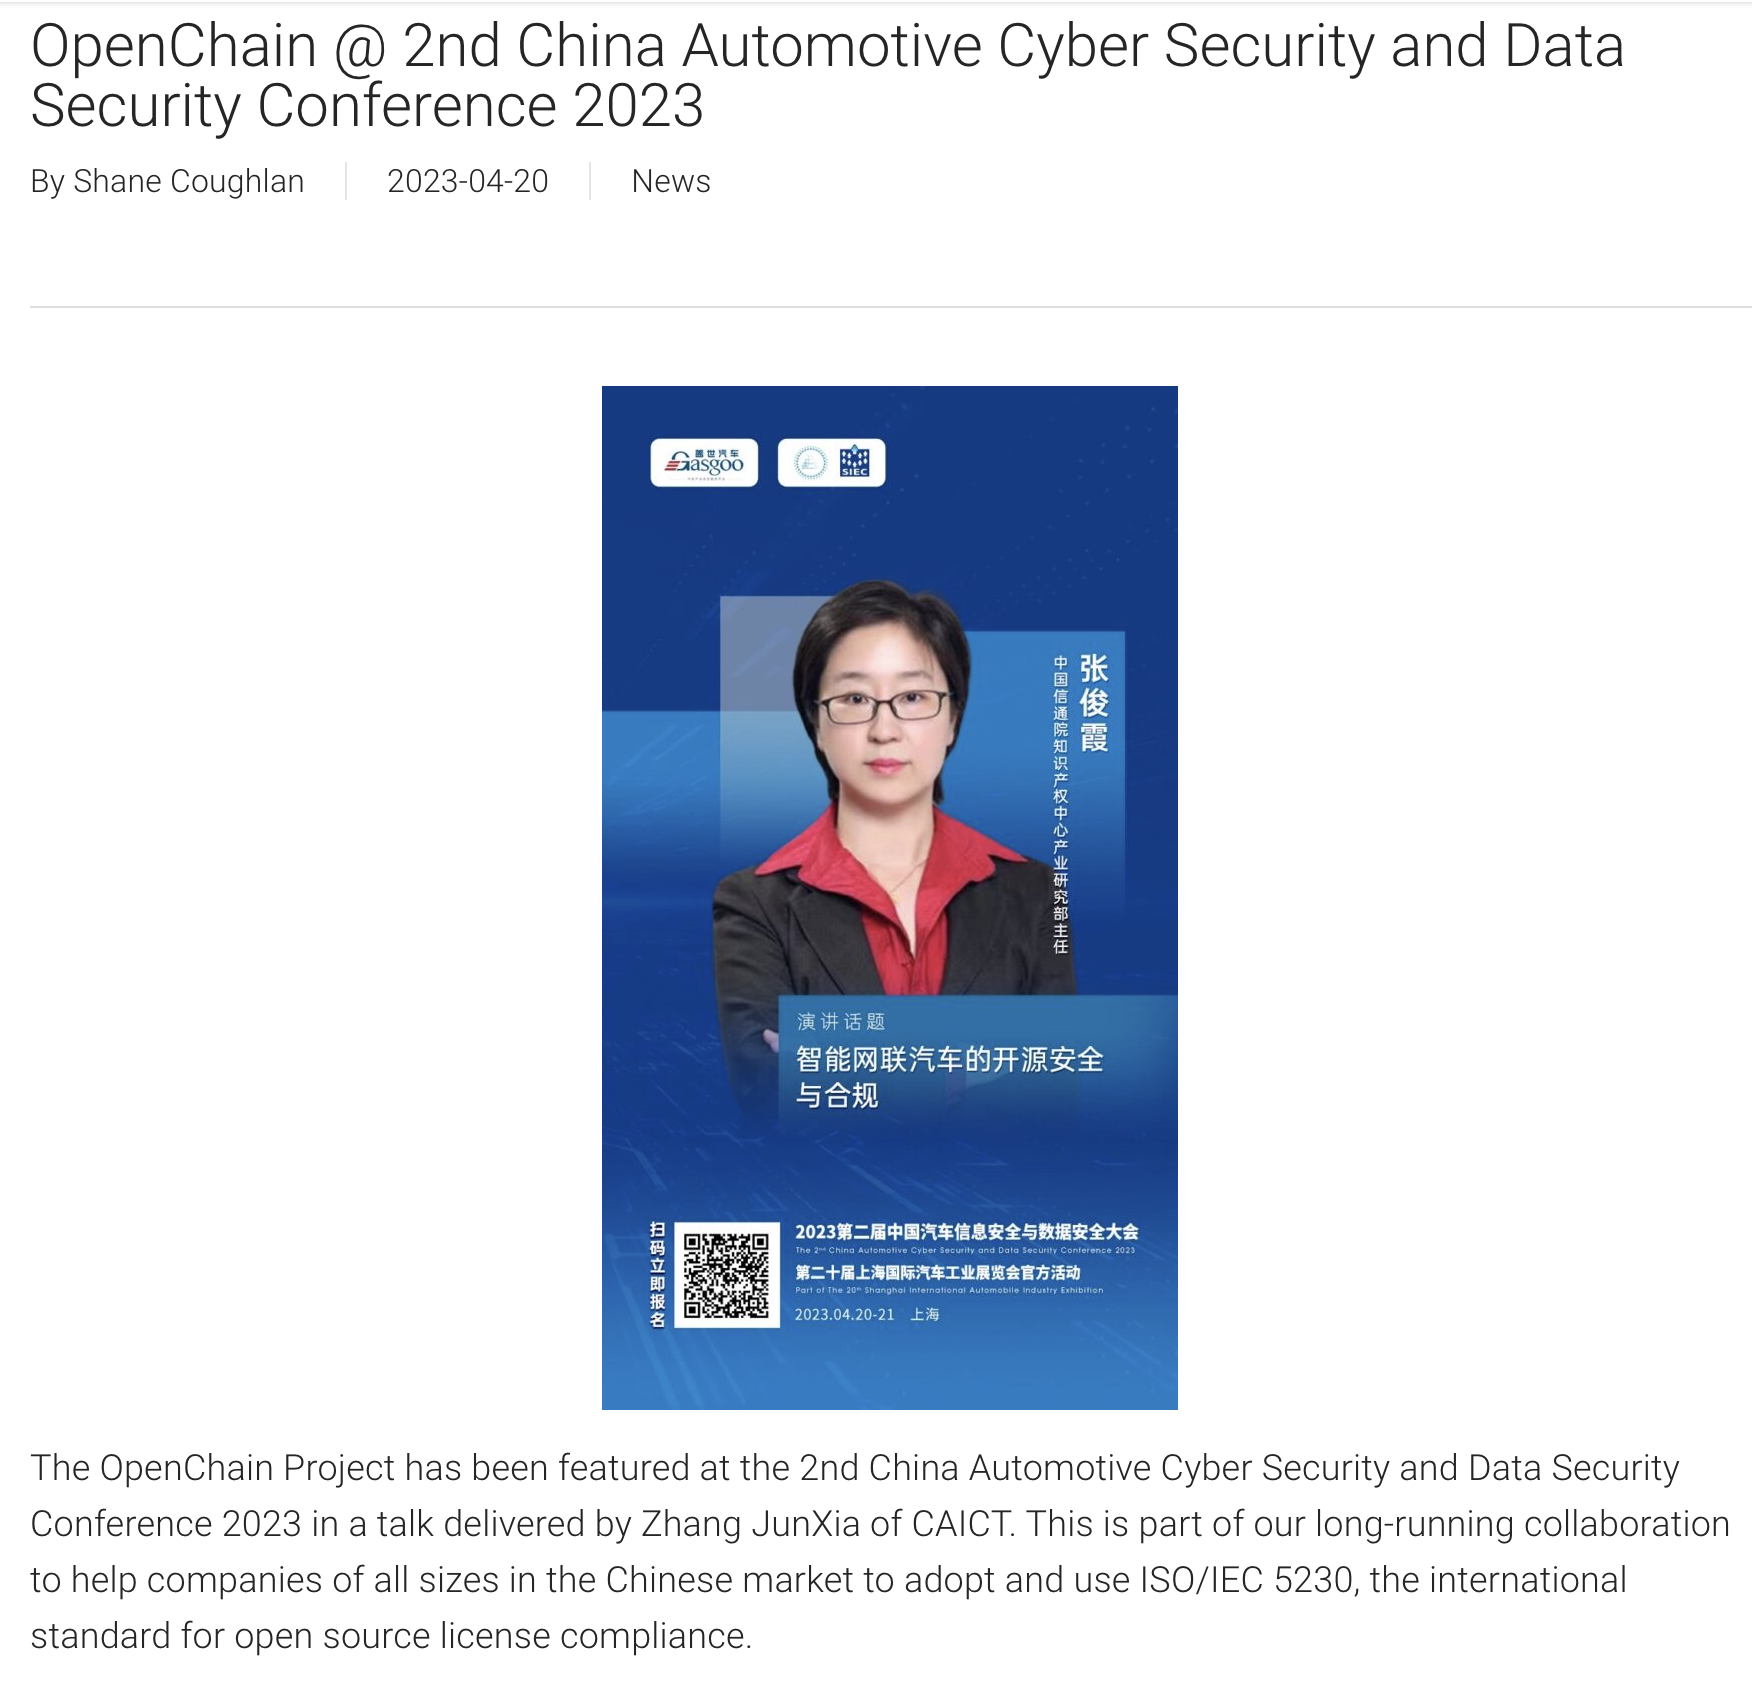 OpenChain @ 2nd China Automotive Cyber Security and Data
Security Conference 2023
By Shane Coughlan
2023-04-20
News
盖世汽车
Gasgoo
SIEC
张俊霞
中国信通院知识产权中心产业研究部主任
演讲话题
智能网联汽车的开源安全
与合规
扫码立即报名
2023第二届中国汽车信息安全与数据安全大会
The 2nd China Automotive Cyber Security and Data Security Conference 2023
第二十届上海国际汽车工业展览会官方活动
Part of The 20th Shanghai International Automobile Industry Exhibition
2023.04.20-21 上海
The OpenChain Project has been featured at the 2nd China Automotive Cyber Security and Data Security
Conference 2023 in a talk delivered by Zhang JunXia of CAICT. This is part of our long-running collaboration
to help companies of all sizes in the Chinese market to adopt and use ISO/IEC 5230, the international
standard for open source license compliance.